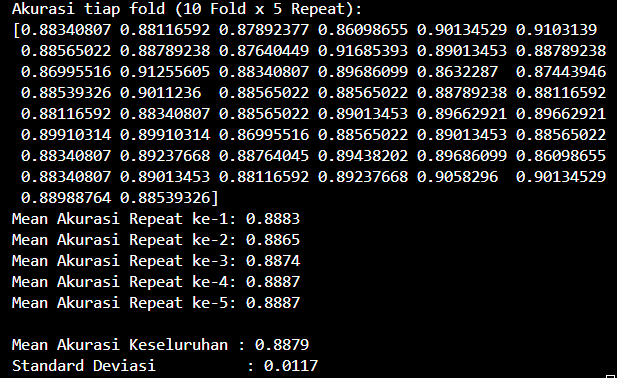 Akurasi tiap fold (10 Fold x 5 Repeat):
[0.88340807 0.88116592 0.87892377 0.86098655 0.90134529 0.9103139
0.88565022 0.88789238 0.87640449 0.91685393 0.89013453 0.88789238
0.86995516 0.91255605 0.88340807 0.89686099 0.8632287 0.87443946
0.88539326 0.9011236 0.88565022 0.88565022 0.88789238 0.88116592
0.88116592 0.88340807 0.88565022 0.89013453 0.89662921 0.89662921
0.89910314 0.89910314 0.86995516 0.88565022 0.89013453 0.88565022
0.88340807 0.89237668 0.88764045 0.89438202 0.89686099 0.86098655
0.88340807 0.89013453 0.88116592 0.89237668 0.9058296 0.90134529
0.88988764 0.88539326]
Mean Akurasi Repeat ke-1: 0.8883
Mean Akurasi Repeat ke-2: 0.8865
Mean Akurasi Repeat ke-3: 0.8874
Mean Akurasi Repeat ke-4: 0.8887
Mean Akurasi Repeat ke-5: 0.8887
Mean Akurasi Keseluruhan : 0.8879
Standard Deviasi : 0.0117